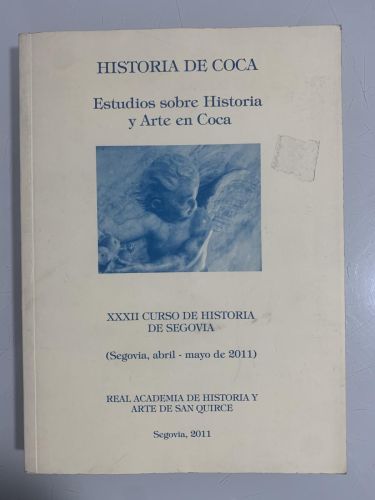 HISTORIA DE COCA
Estudios sobre Historia
y Arte en Coca
XXXII CURSO DE HISTORIA
DE SEGOVIA
(Segovia, abril - mayo de 2011)
REAL ACADEMIA DE HISTORIA Y
ARTE DE SAN QUIRCE
Segovia, 2011